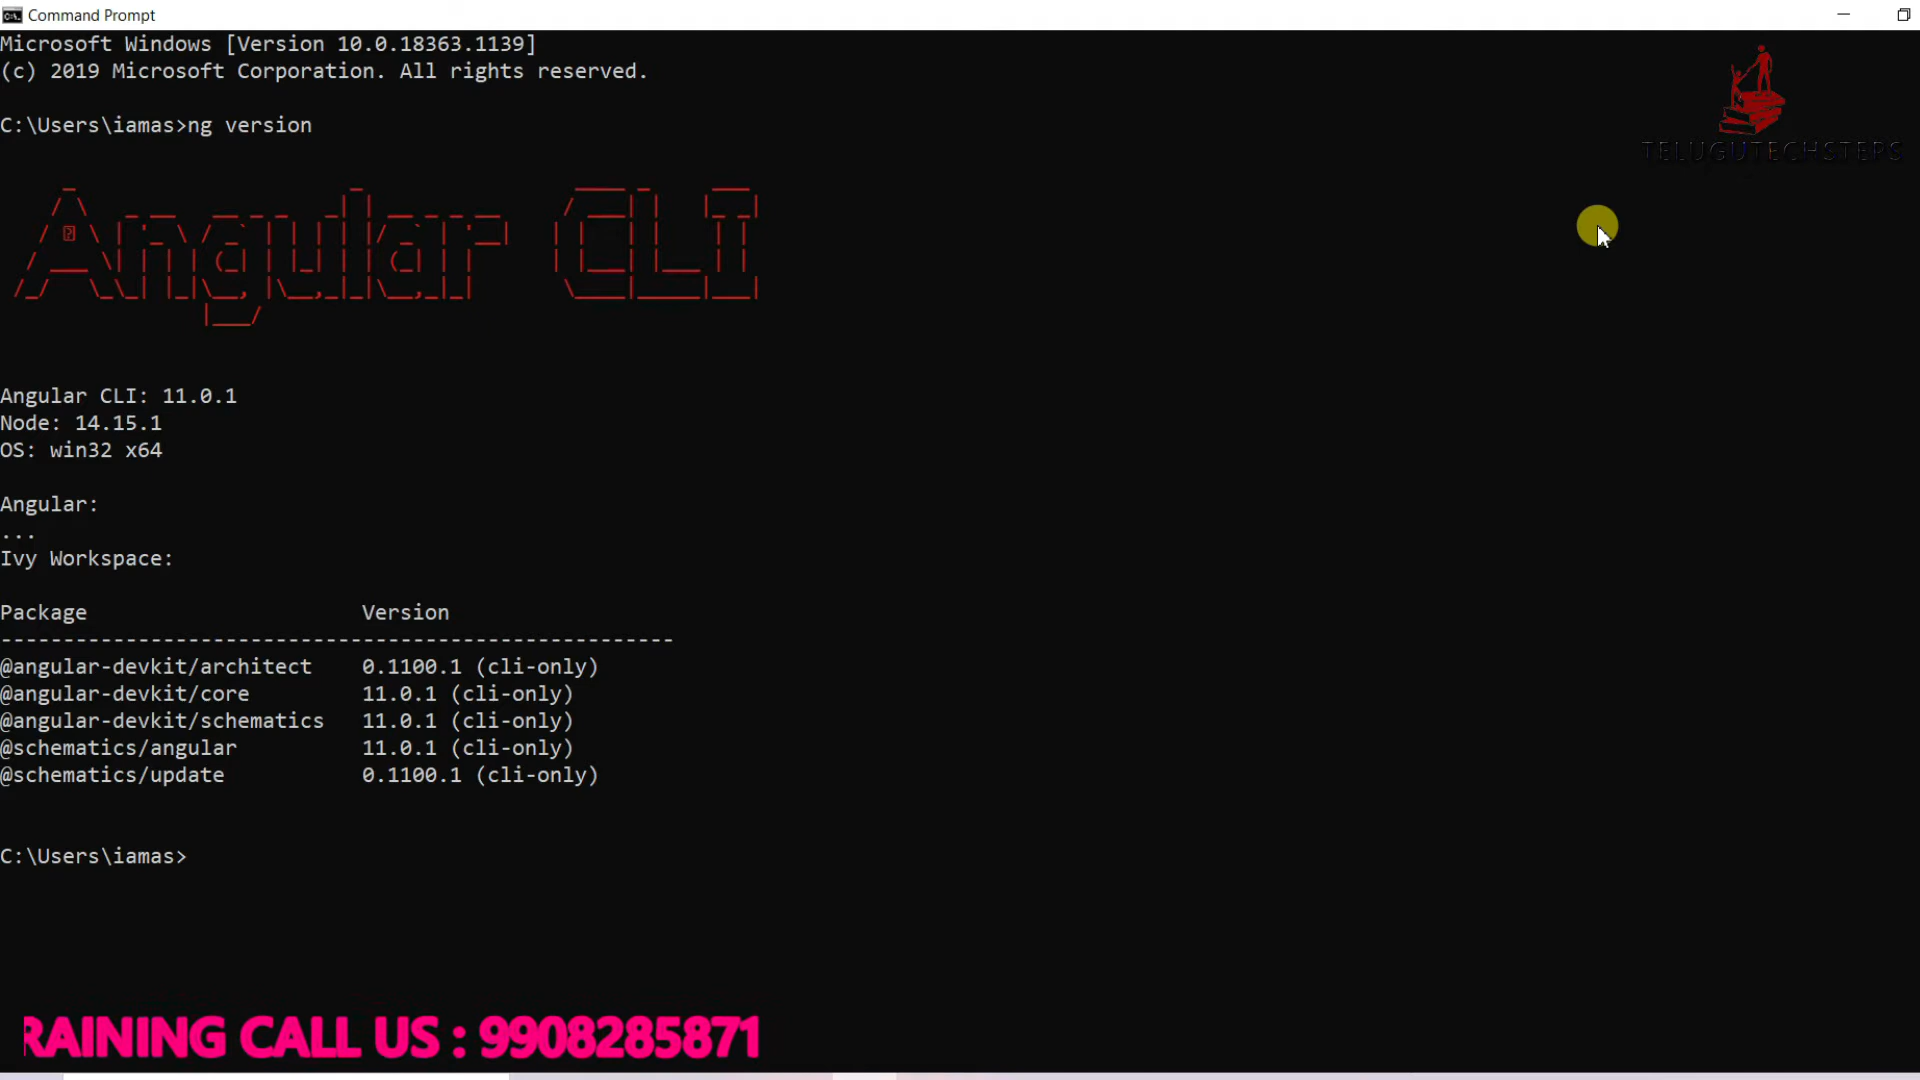 Command Prompt
Microsoft Windows [Version 10.0.18363.1139]
(c) 2019 Microsoft Corporation. All rights reserved.
TELUGUTECHSTEPS
C:\Users\iamas>ng version
Angular CLI
Angular CLI: 11.0.1
Node: 14.15.1
OS: win32 x64
Angular:
...
Ivy Workspace:
Package                      Version
------------------------------------------------------
@angular-devkit/architect    0.1100.1 (cli-only)
@angular-devkit/core         11.0.1 (cli-only)
@angular-devkit/schematics   11.0.1 (cli-only)
@schematics/angular          11.0.1 (cli-only)
@schematics/update           0.1100.1 (cli-only)
C:\Users\iamas>
RAINING CALL US : 9908285871